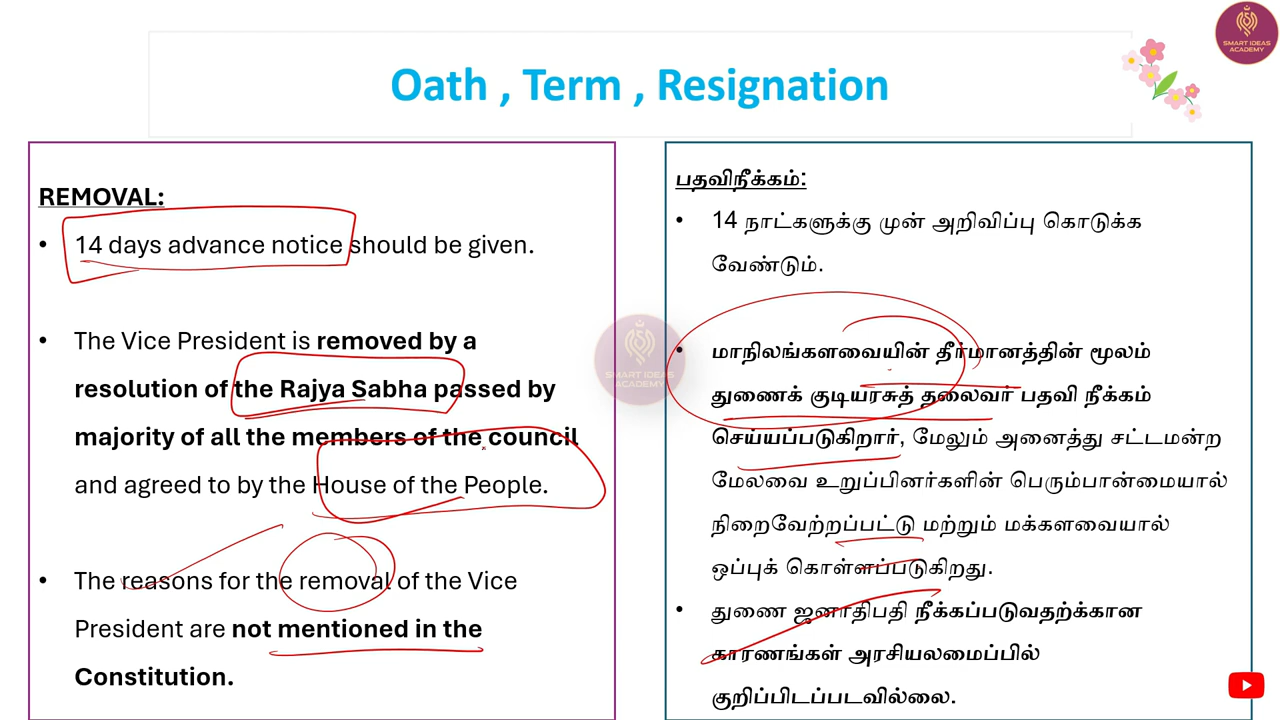 SMART IDEAS
ACADEMY
Oath , Term , Resignation
REMOVAL:
• 14 days advance notice should be given.
• The Vice President is removed by a
resolution of the Rajya Sabha passed by
majority of all the members of the council
and agreed to by the House of the People.
• The reasons for the removal of the Vice
President are not mentioned in the
Constitution.
பதவிநீக்கம்:
• 14 நாட்களுக்கு முன் அறிவிப்பு கொடுக்க
வேண்டும்.
• மாநிலங்களவையின் தீர்மானத்தின் மூலம்
துணைக் குடியரசுத் தலைவர் பதவி நீக்கம்
செய்யப்படுகிறார், மேலும் அனைத்து சட்டமன்ற
மேலவை உறுப்பினர்களின் பெரும்பான்மையால்
நிறைவேற்றப்பட்டு மற்றும் மக்களவையால்
ஒப்புக் கொள்ளப்படுகிறது.
• துணை ஜனாதிபதி நீக்கப்படுவதற்க்கான
காரணங்கள் அரசியலமைப்பில்
குறிப்பிடப்படவில்லை.
SMART IDEAS
ACADEMY